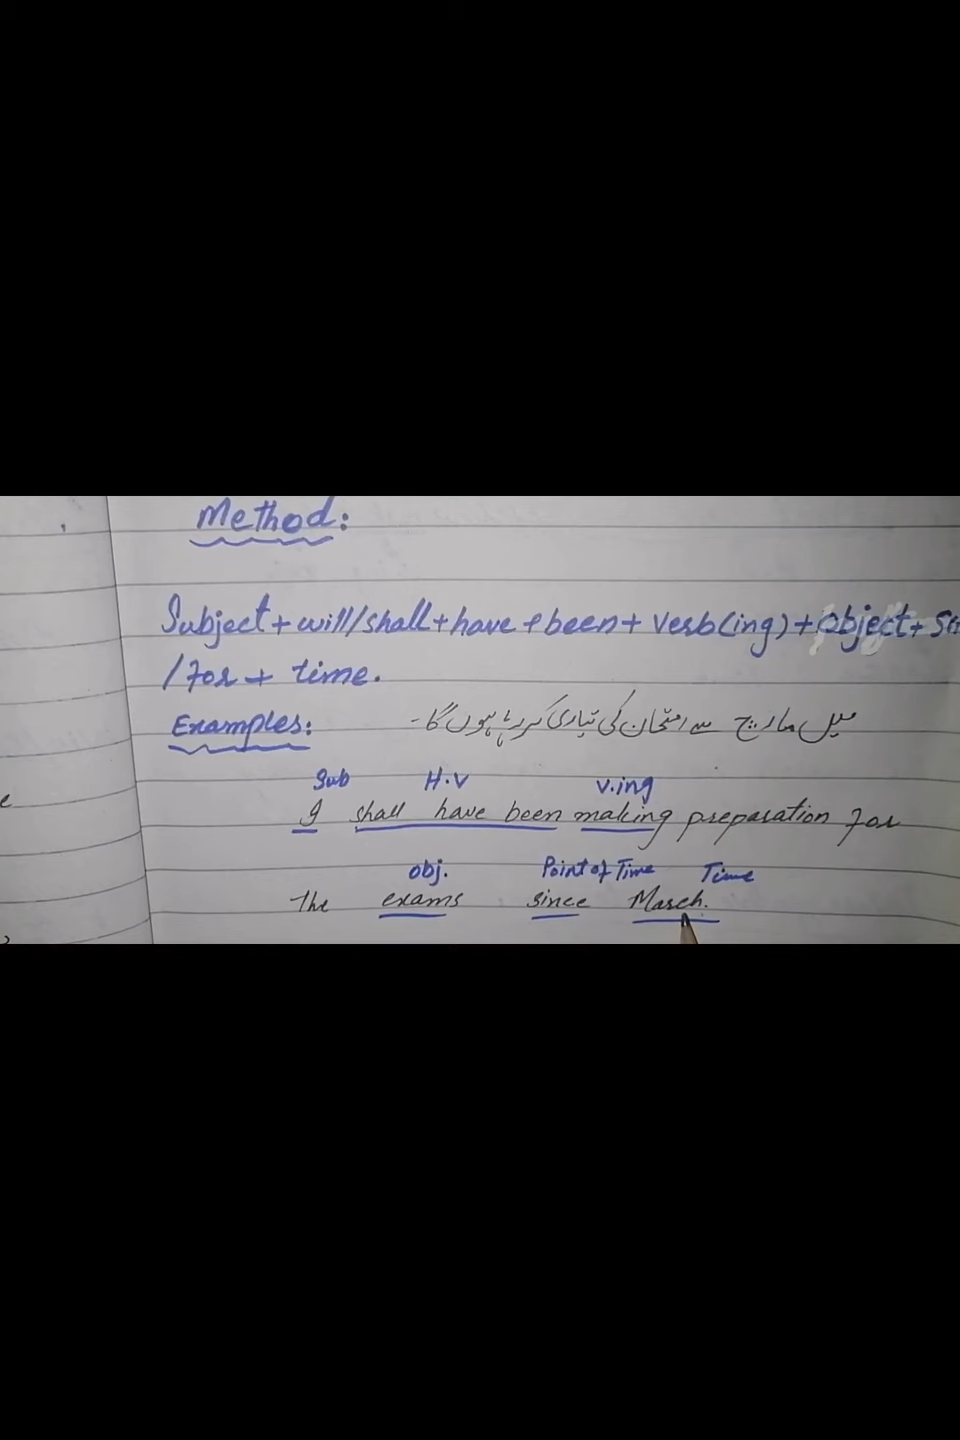 Method:
Subject + will/shall + have + been + verb(ing) + object +
/for + time.
Examples: میں مارچ سے امتحان کی تیاری کر رہا ہوں گا۔
Sub H.V v.ing
I shall have been making preparation for
obj. Point of Time Time
the exams since March.